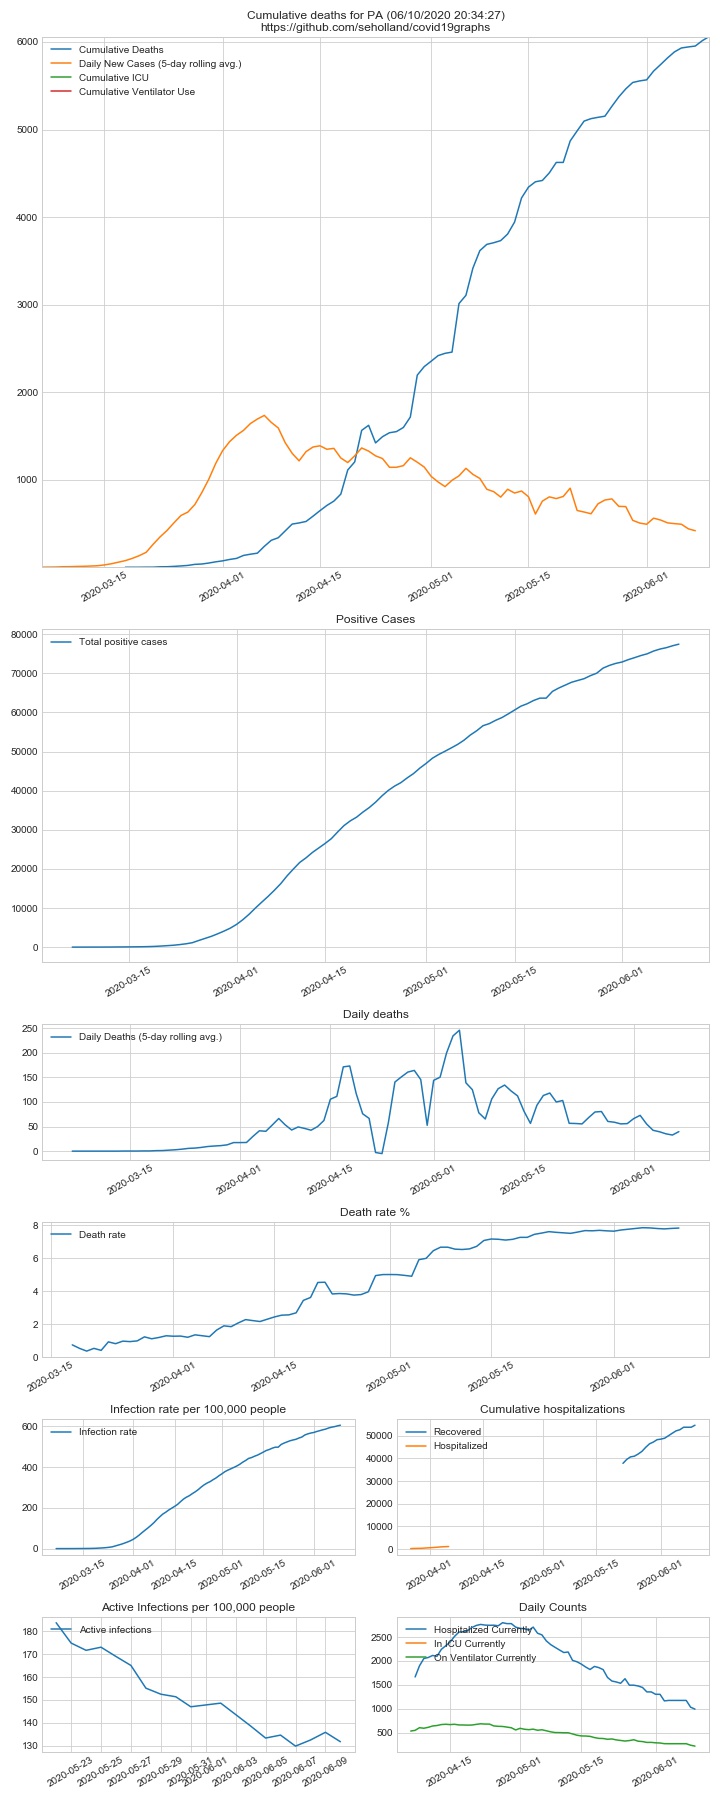 Cumulative deaths for PA (06/10/2020 20:34:27)
https://github.com/seholland/covid19graphs
Cumulative Deaths
Daily New Cases (5-day rolling avg.)
Cumulative ICU
Cumulative Ventilator Use
6000
5000
4000
3000
2000
1000
2020-03-15 2020-04-01 2020-04-15 2020-05-01 2020-05-15 2020-06-01
Positive Cases
Total positive cases
80000
70000
60000
50000
40000
30000
20000
10000
0
2020-03-15 2020-04-01 2020-04-15 2020-05-01 2020-05-15 2020-06-01
Daily deaths
Daily Deaths (5-day rolling avg.)
250
200
150
100
50
0
2020-03-15 2020-04-01 2020-04-15 2020-05-01 2020-05-15 2020-06-01
Death rate %
Death rate
8
6
4
2
0
2020-03-15 2020-04-01 2020-04-15 2020-05-01 2020-05-15 2020-06-01
Infection rate per 100,000 people
Infection rate
600
400
200
0
2020-03-15 2020-04-01 2020-04-15 2020-05-01 2020-05-15 2020-06-01
Cumulative hospitalizations
Recovered
Hospitalized
50000
40000
30000
20000
10000
0
2020-04-01 2020-04-15 2020-05-01 2020-05-15 2020-06-01
Active Infections per 100,000 people
Active infections
180
170
160
150
140
130
2020-05-23 2020-05-25 2020-05-27 2020-05-29 2020-05-31 2020-06-01 2020-06-03 2020-06-05 2020-06-07 2020-06-09
Daily Counts
Hospitalized Currently
In ICU Currently
On Ventilator Currently
2500
2000
1500
1000
500
2020-04-15 2020-05-01 2020-05-15 2020-06-01